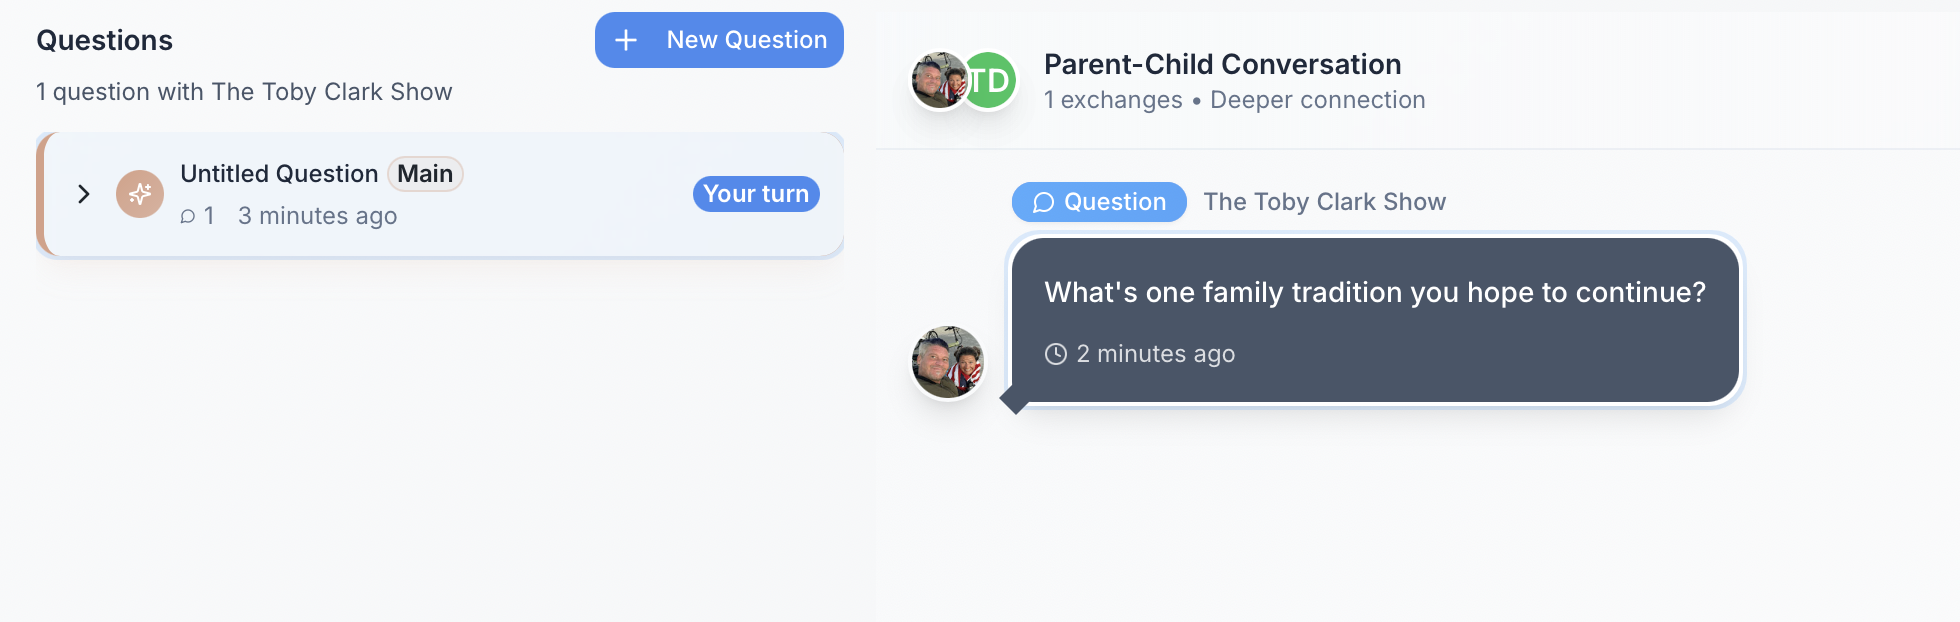 Questions
New Question
1 question with The Toby Clark Show
Untitled Question Main
1 3 minutes ago
Your turn
TD
Parent-Child Conversation
1 exchanges • Deeper connection
Question The Toby Clark Show
What's one family tradition you hope to continue?
2 minutes ago